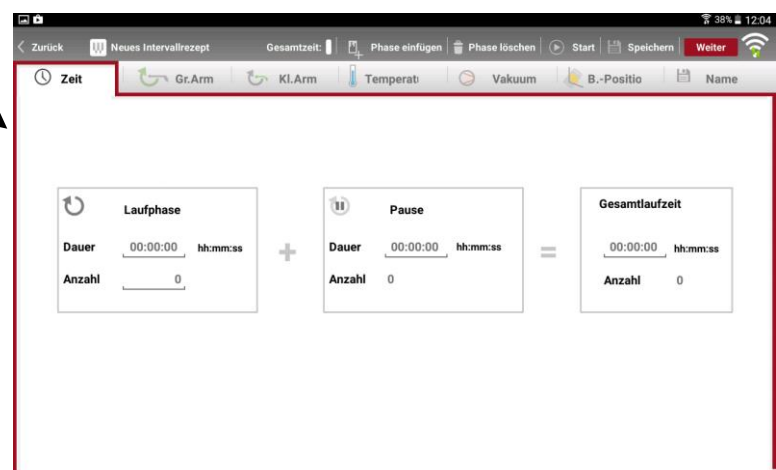 38% 12:04
Zurück Neues Intervallrezept Gesamtzeit: Phase einfügen Phase löschen Start Speichern Weiter
Zeit Gr.Arm Kl.Arm Temperatu Vakuum B.-Positio Name
Laufphase Pause Gesamtlaufzeit
Dauer 00:00:00 hh:mm:ss + Dauer 00:00:00 hh:mm:ss = 00:00:00 hh:mm:ss
Anzahl 0 Anzahl 0 Anzahl 0